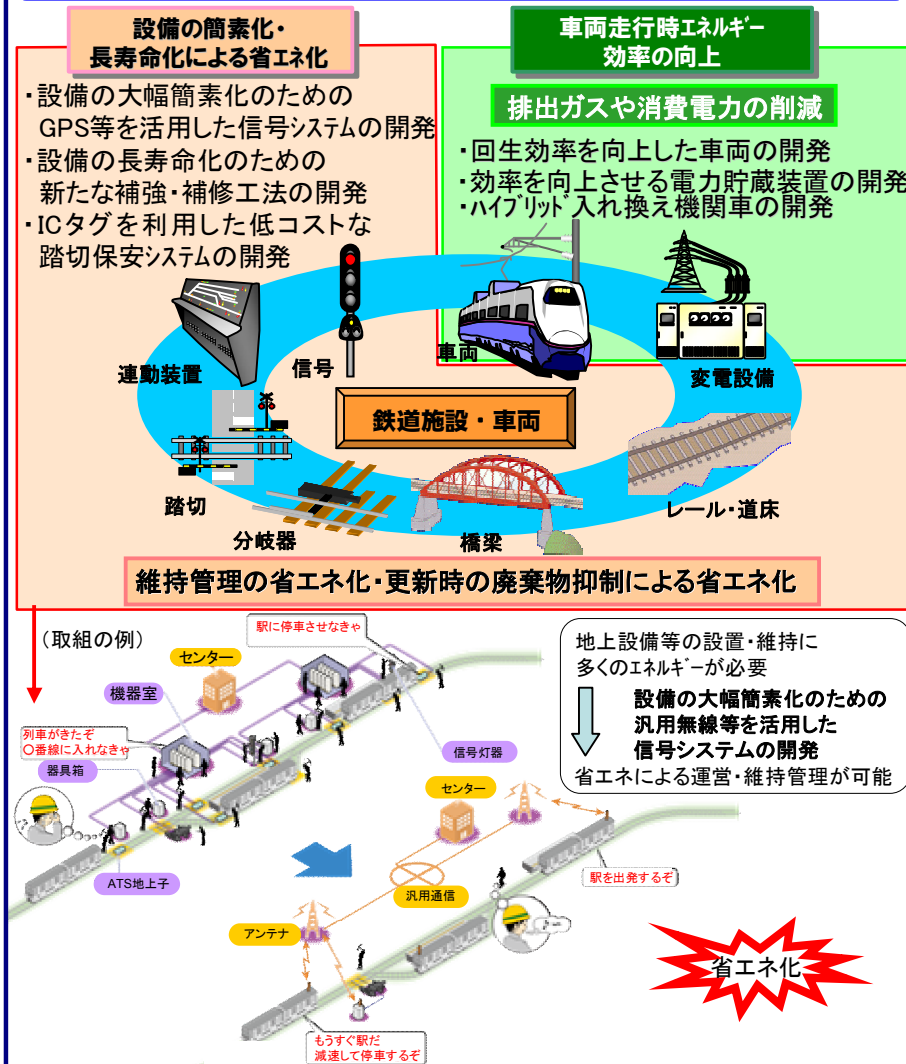 設備の簡素化・
長寿命化による省エネ化
車両走行時エネルギー
効率の向上
・設備の大幅簡素化のための
GPS等を活用した信号システムの開発
・設備の長寿命化のための
新たな補強・補修工法の開発
・ICタグを利用した低コストな
踏切保安システムの開発
排出ガスや消費電力の削減
・回生効率を向上した車両の開発
・効率を向上させる電力貯蔵装置の開発
・ハイブリッド入れ換え機関車の開発
連動装置
信号
車両
変電設備
鉄道施設・車両
踏切
分岐器
橋梁
レール・道床
維持管理の省エネ化・更新時の廃棄物抑制による省エネ化
(取組の例)
駅に停車させなきゃ
センター
機器室
列車がきたぞ
○番線に入れなきゃ
器具箱
信号灯器
ATS地上子
地上設備等の設置・維持に
多くのエネルギーが必要
設備の大幅簡素化のための
汎用無線等を活用した
信号システムの開発
省エネによる運営・維持管理が可能
センター
駅を出発するぞ
汎用通信
アンテナ
もうすぐ駅だ
減速して停車するぞ
省エネ化